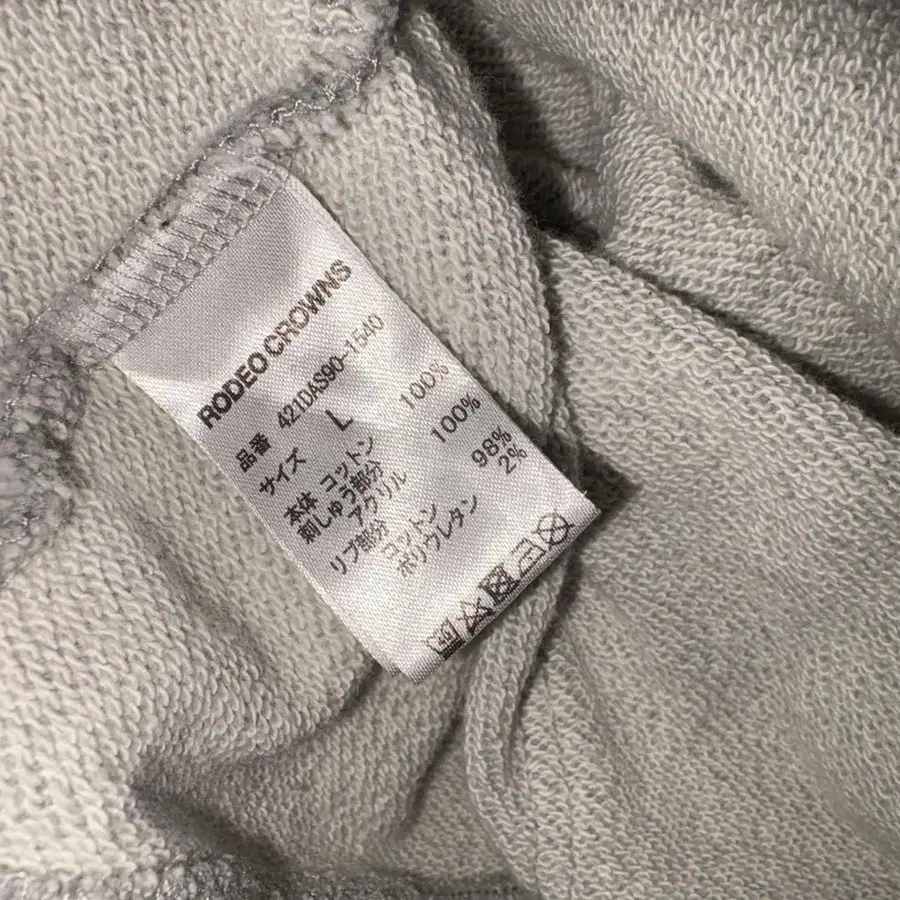 RODEO CROWNS
品番 421DAS90-1540
サイズ L
本体 コットン 100%
刺しゅう部分
アクリル 100%
リブ部分
コットン 98%
ポリウレタン 2%
40